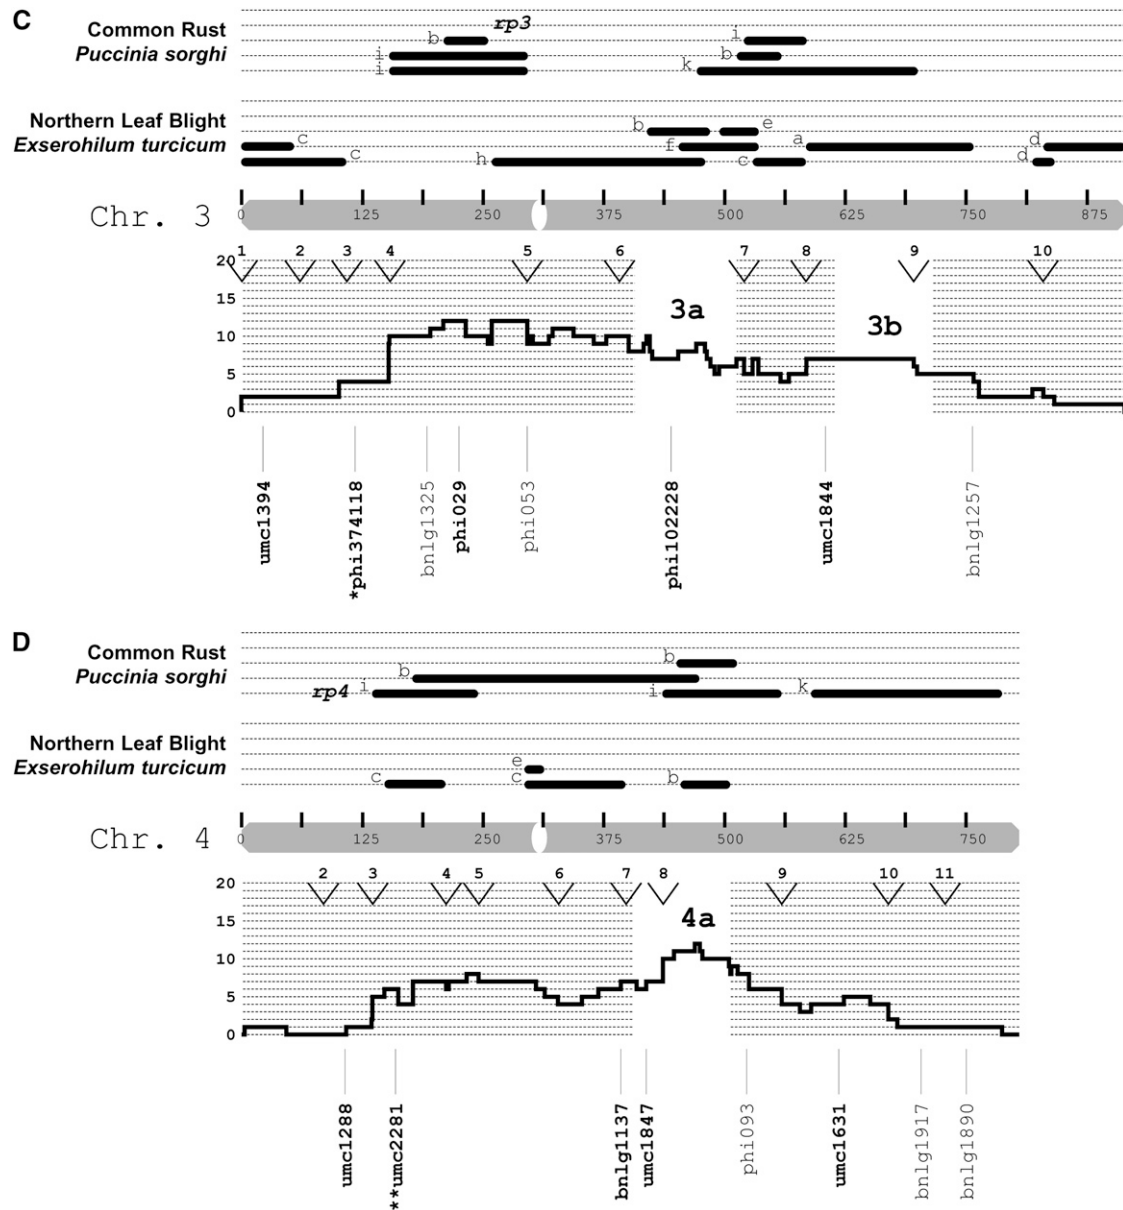 C
Common Rust
Puccinia sorghi
rp3
b i
i b
i k
Northern Leaf Blight
Exserohilum turcicum
b e
c f a d
c h c d
Chr. 3
0 125 250 375 500 625 750 875
1 2 3 4 5 6 7 8 9 10
20
15
10
5
0
3a
3b
umc1394
*phi374118
bnlg1325
phi029
phi053
phi102228
umc1844
bnlg1257
D
Common Rust
Puccinia sorghi
b
b
rp4 i i k
Northern Leaf Blight
Exserohilum turcicum
e
c c b
Chr. 4
0 125 250 375 500 625 750
2 3 4 5 6 7 8 9 10 11
20
15
10
5
0
4a
umc1288
**umc2281
bnlg1137
umc1847
phi093
umc1631
bnlg1917
bnlg1890